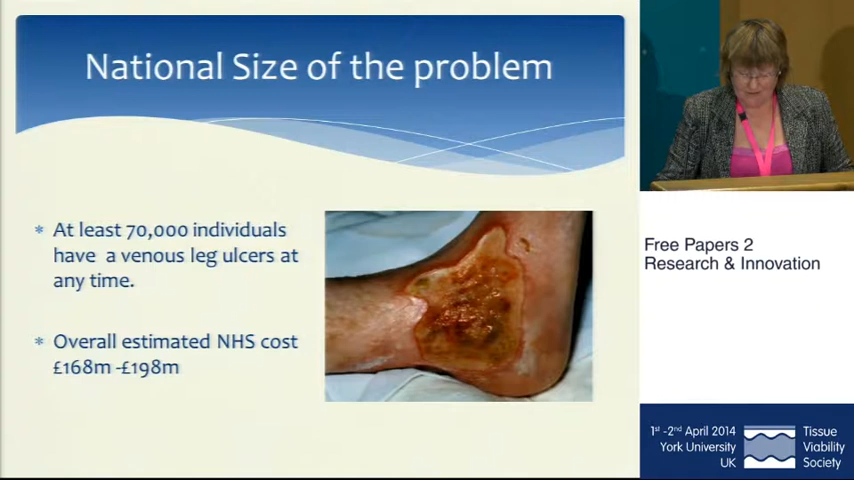 National Size of the problem
* At least 70,000 individuals
have a venous leg ulcers at
any time.
* Overall estimated NHS cost
£168m -£198m
Free Papers 2
Research & Innovation
1st -2nd April 2014
York University
UK
Tissue
Viability
Society